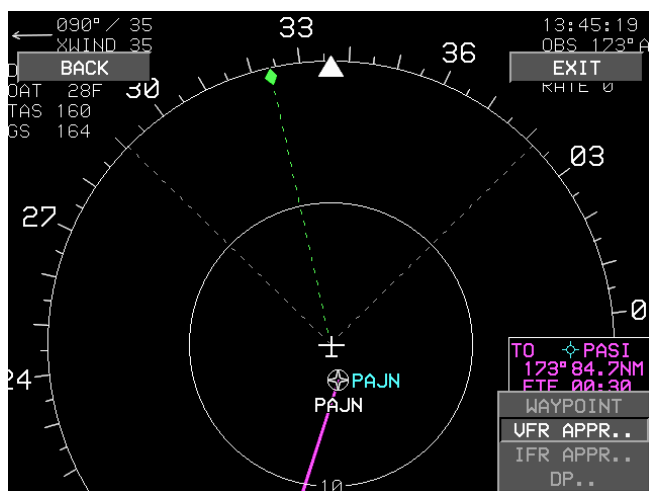 090°/ 35
XWIND 35
BACK
OAT 28F
TAS 160
GS 164
33
36
30
03
27
24
0
13:45:19
OBS 173°A
EXIT
RATE 0
PAJN
PAJN
10
TO PASI
173°84.7NM
ETE 00:30
WAYPOINT
VFR APPR..
IFR APPR..
DP..